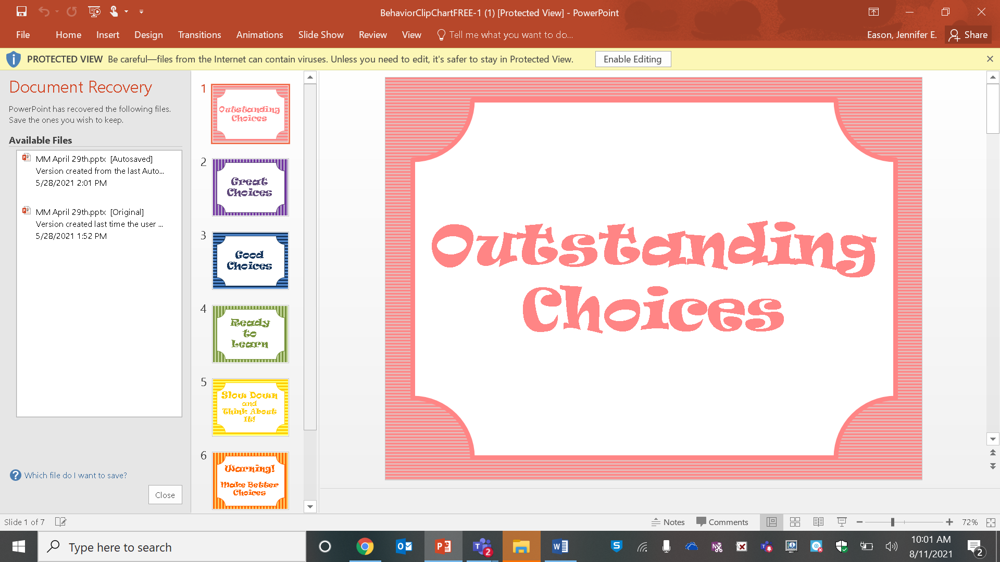 BehaviorClipChartFREE-1 (1) [Protected View] - PowerPoint
File Home Insert Design Transitions Animations Slide Show Review View Tell me what you want to do... Eason, Jennifer E. Share
PROTECTED VIEW Be careful—files from the Internet can contain viruses. Unless you need to edit, it's safer to stay in Protected View. Enable Editing
Document Recovery
PowerPoint has recovered the following files.
Save the ones you wish to keep.
Available Files
MM April 29th.pptx [Autosaved]
Version created from the last Auto...
5/28/2021 2:01 PM
MM April 29th.pptx [Original]
Version created last time the user ...
5/28/2021 1:52 PM
Which file do I want to save?
Close
1
Outstanding
Choices
2
Great
Choices
3
Good
Choices
4
Ready
to
Learn
5
Slow Down
and
Think About
It!
6
Warning!
Make Better
Choices
Outstanding
Choices
Slide 1 of 7
Notes Comments 72%
Type here to search
2
10:01 AM
8/11/2021
2